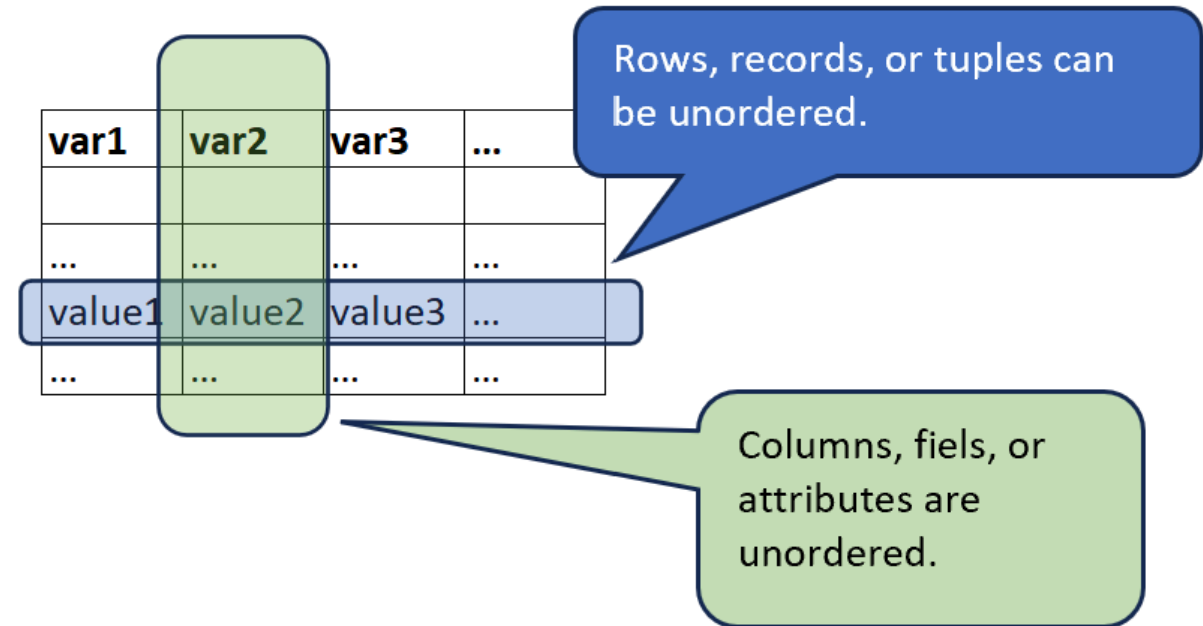 Rows, records, or tuples can
be unordered.
var1 var2 var3 ...
... ... ... ...
value1 value2 value3 ...
... ... ... ...
Columns, fiels, or
attributes are
unordered.